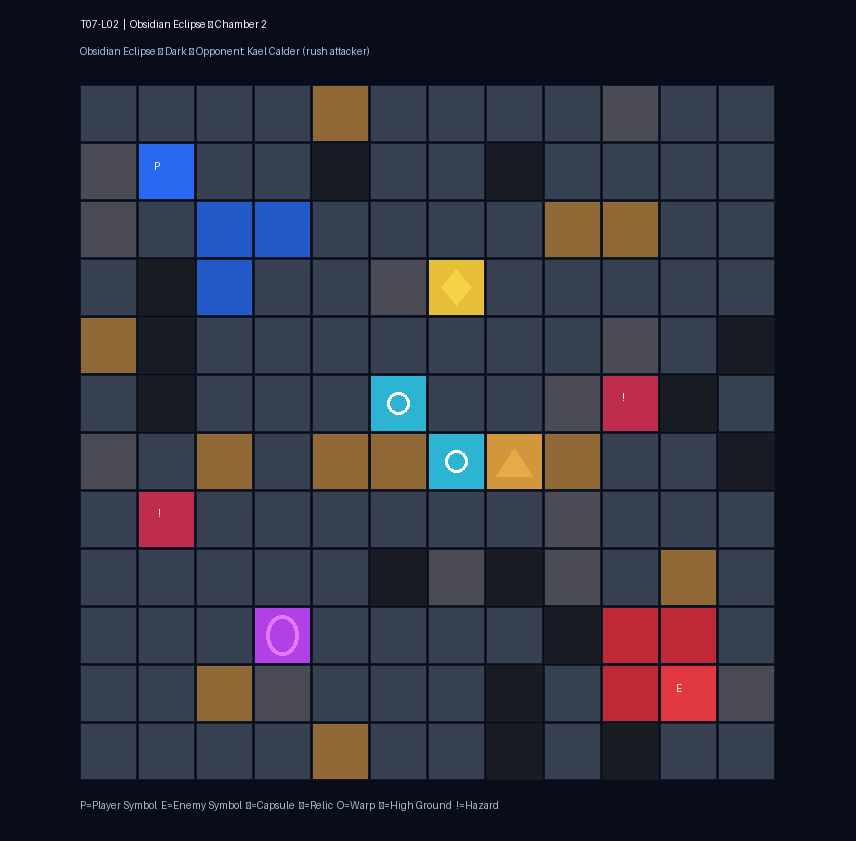 T07-L02 | Obsidian Eclipse □ Chamber 2
Obsidian Eclipse □ Dark □ Opponent: Kael Calder (rush attacker)
P
!
!
E
P=Player Symbol E=Enemy Symbol □=Capsule □=Relic O=Warp □=High Ground !=Hazard